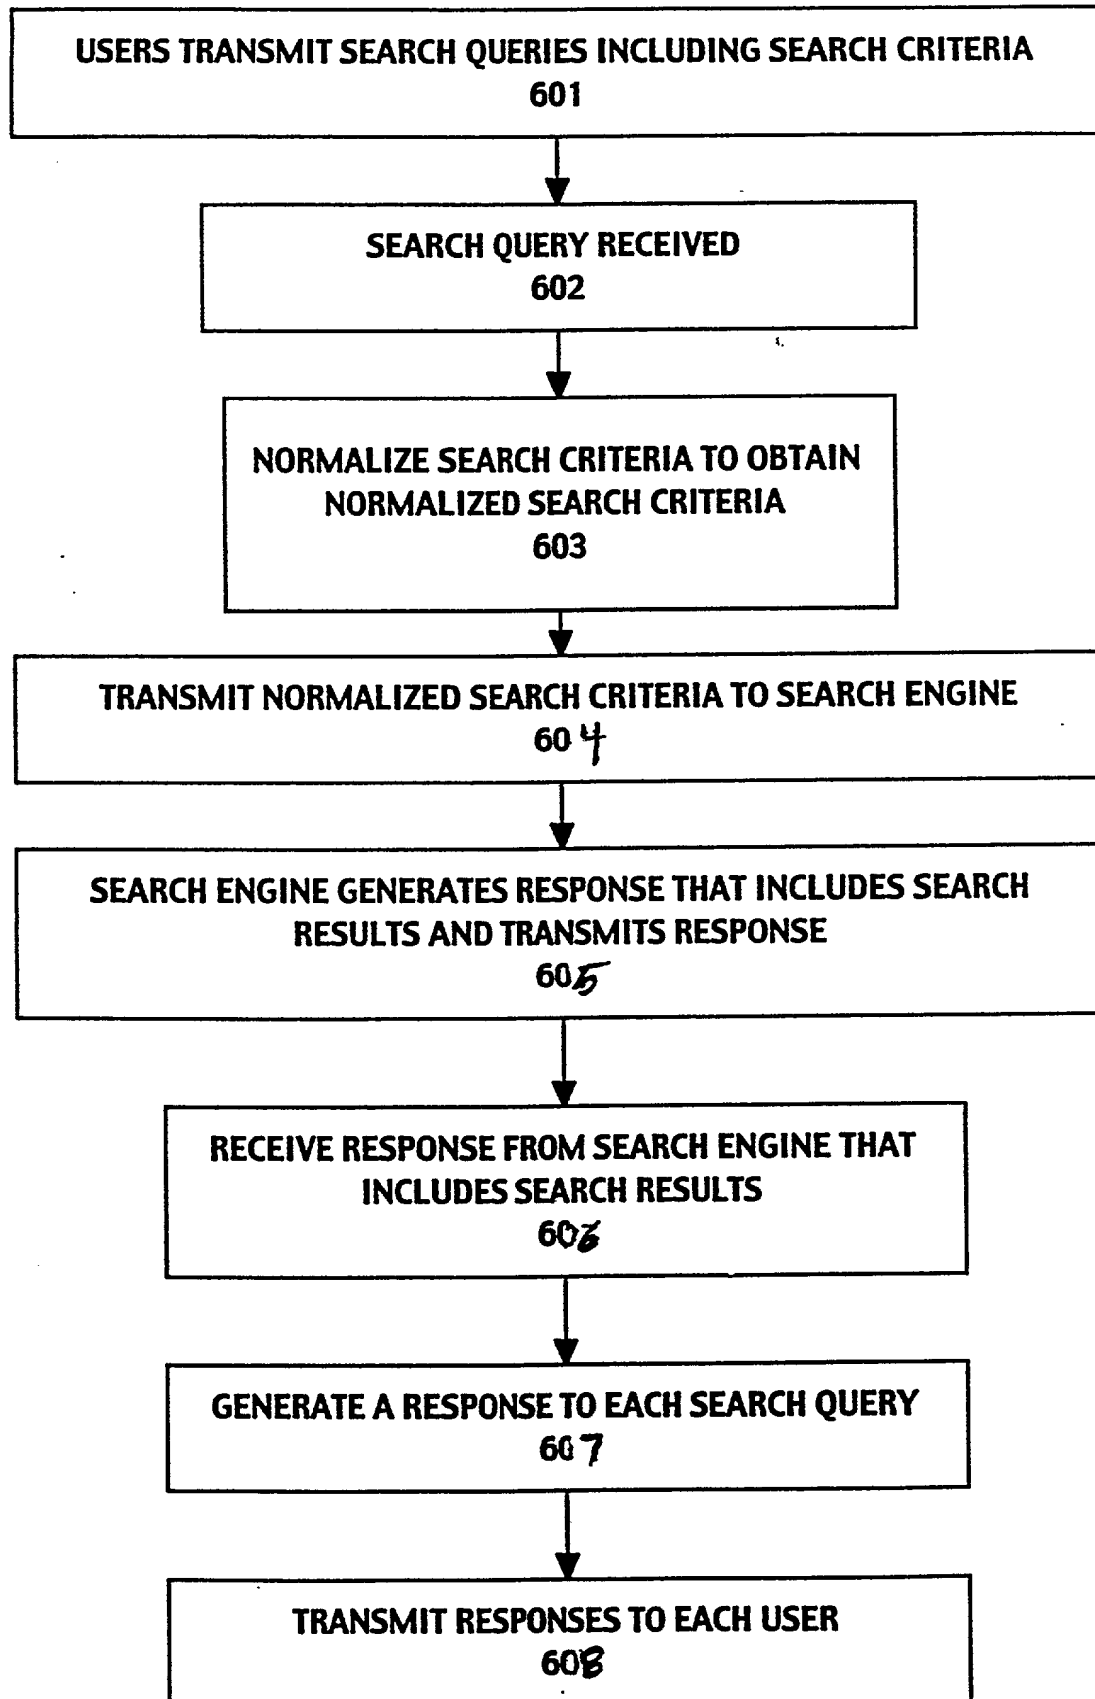 USERS TRANSMIT SEARCH QUERIES INCLUDING SEARCH CRITERIA
601
SEARCH QUERY RECEIVED
602
NORMALIZE SEARCH CRITERIA TO OBTAIN
NORMALIZED SEARCH CRITERIA
603
TRANSMIT NORMALIZED SEARCH CRITERIA TO SEARCH ENGINE
604
SEARCH ENGINE GENERATES RESPONSE THAT INCLUDES SEARCH
RESULTS AND TRANSMITS RESPONSE
605
RECEIVE RESPONSE FROM SEARCH ENGINE THAT
INCLUDES SEARCH RESULTS
606
GENERATE A RESPONSE TO EACH SEARCH QUERY
607
TRANSMIT RESPONSES TO EACH USER
608